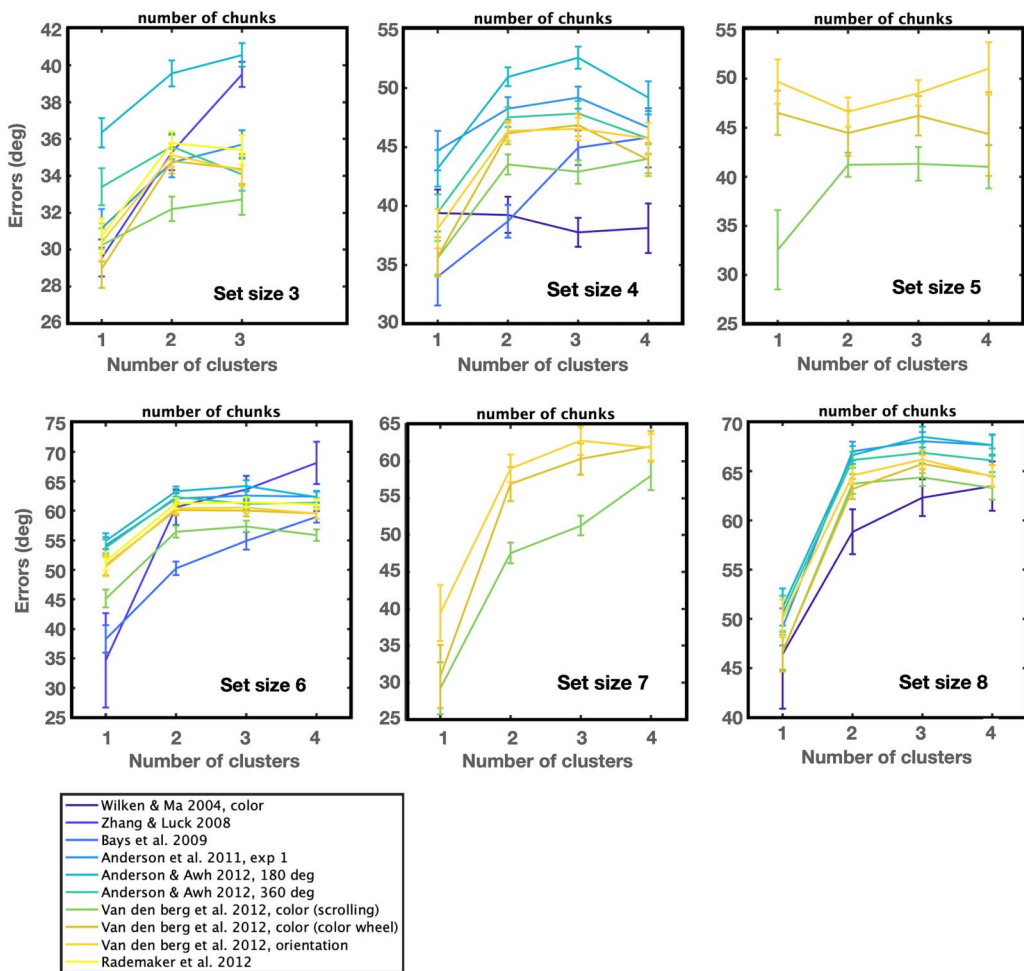 number of chunks
number of chunks
number of chunks
42
40
38
36
34
32
30
28
26
Errors (deg)
Set size 3
1 2 3
Number of clusters
55
50
45
40
35
30
Set size 4
1 2 3 4
Number of clusters
50
45
40
35
30
25
Set size 5
1 2 3 4
Number of clusters
number of chunks
number of chunks
number of chunks
75
70
65
60
55
50
45
40
35
30
25
Errors (deg)
Set size 6
1 2 3 4
Number of clusters
65
60
55
50
45
40
35
30
25
Set size 7
1 2 3 4
Number of clusters
70
65
60
55
50
45
40
Set size 8
1 2 3 4
Number of clusters
Wilken & Ma 2004, color
Zhang & Luck 2008
Bays et al. 2009
Anderson et al. 2011, exp 1
Anderson & Awh 2012, 180 deg
Anderson & Awh 2012, 360 deg
Van den berg et al. 2012, color (scrolling)
Van den berg et al. 2012, color (color wheel)
Van den berg et al. 2012, orientation
Rademaker et al. 2012